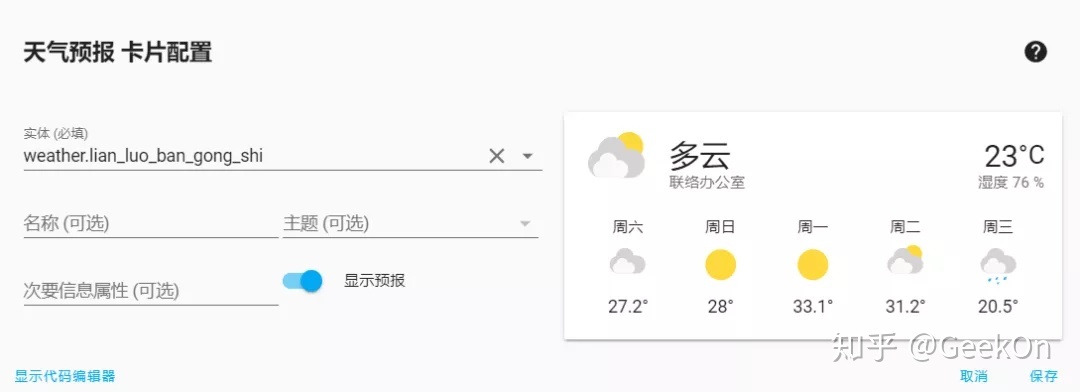 天气预报 卡片配置
实体 (必填)
weather.lian_luo_ban_gong_shi
名称 (可选)
主题 (可选)
次要信息属性 (可选)
显示预报
多云
23°C
联络办公室
湿度 76 %
周六 周日 周一 周二 周三
27.2° 28° 33.1° 31.2° 20.5°
知乎 @GeekOn
显示代码编辑器
取消
保存